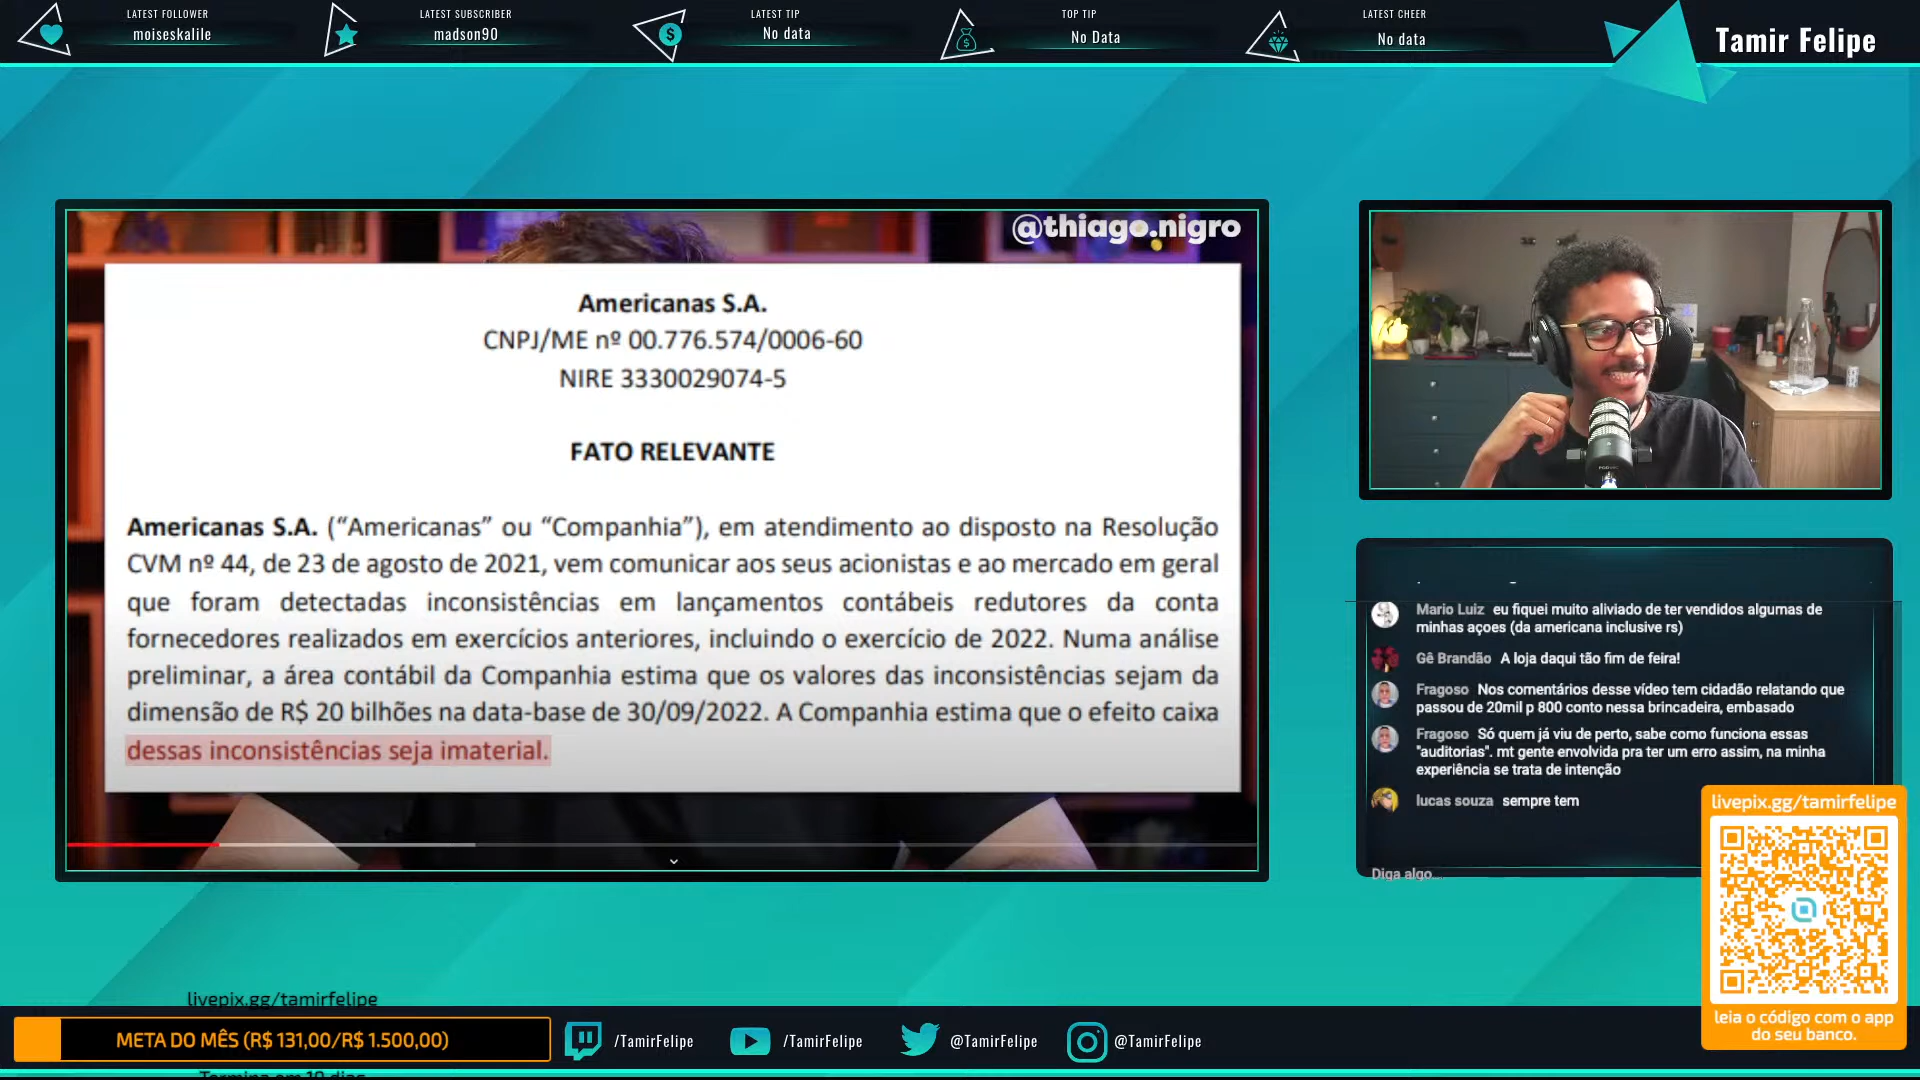 LATEST FOLLOWER
moiseskalile
LATEST SUBSCRIBER
madson90
LATEST TIP
No data
TOP TIP
No Data
LATEST CHEER
No data
Tamir Felipe
@thiago.nigro
Americanas S.A.
CNPJ/ME nº 00.776.574/0006-60
NIRE 3330029074-5
FATO RELEVANTE
Americanas S.A. (“Americanas” ou “Companhia”), em atendimento ao disposto na Resolução
CVM nº 44, de 23 de agosto de 2021, vem comunicar aos seus acionistas e ao mercado em geral
que foram detectadas inconsistências em lançamentos contábeis redutores da conta
fornecedores realizados em exercícios anteriores, incluindo o exercício de 2022. Numa análise
preliminar, a área contábil da Companhia estima que os valores das inconsistências sejam da
dimensão de R$ 20 bilhões na data-base de 30/09/2022. A Companhia estima que o efeito caixa
dessas inconsistências seja imaterial.
Mario Luiz eu fiquei muito aliviado de ter vendidos algumas de
minhas açoes (da americana inclusive rs)
Gê Brandão A loja daqui tão fim de feira!
Fragoso Nos comentários desse vídeo tem cidadão relatando que
passou de 20mil p 800 conto nessa brincadeira, embasado
Fragoso Só quem já viu de perto, sabe como funciona essas
"auditorias". mt gente envolvida pra ter um erro assim, na minha
experiência se trata de intenção
lucas souza sempre tem
Diga algo...
livepix.gg/tamirfelipe
leia o código com o app
do seu banco.
livepix.gg/tamirfelipe
META DO MÊS (R$ 131,00/R$ 1.500,00)
Termina em 19 dias
/TamirFelipe
/TamirFelipe
@TamirFelipe
@TamirFelipe